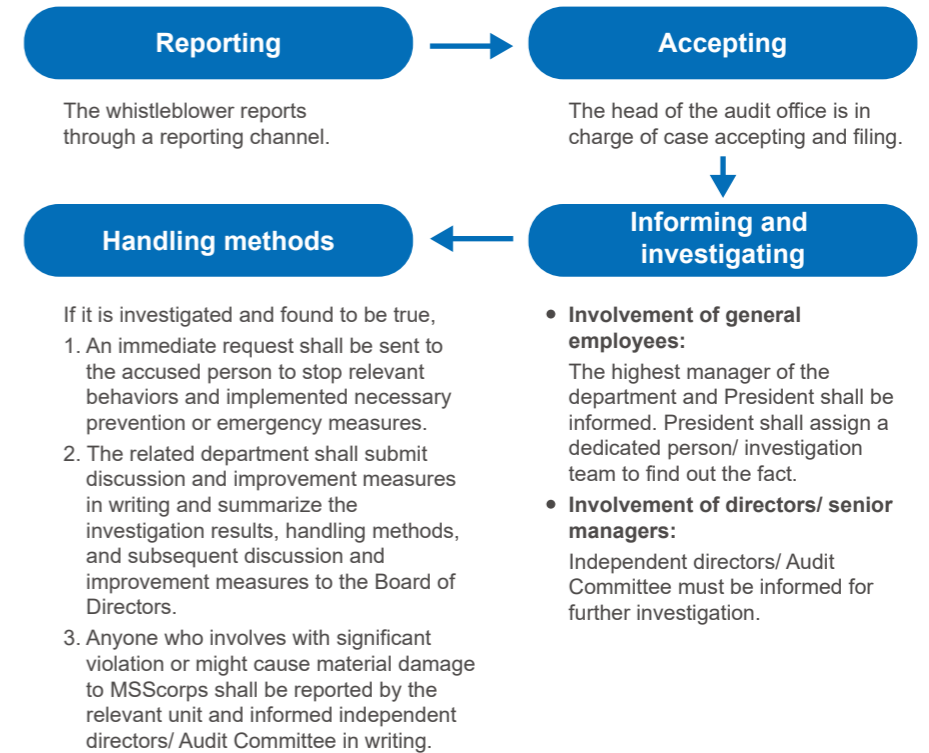 Reporting
The whistleblower reports
through a reporting channel.
Accepting
The head of the audit office is in
charge of case accepting and filing.
Informing and
investigating
• Involvement of general
employees:
The highest manager of the
department and President shall be
informed. President shall assign a
dedicated person/ investigation
team to find out the fact.
• Involvement of directors/ senior
managers:
Independent directors/ Audit
Committee must be informed for
further investigation.
Handling methods
If it is investigated and found to be true,
1. An immediate request shall be sent to
the accused person to stop relevant
behaviors and implemented necessary
prevention or emergency measures.
2. The related department shall submit
discussion and improvement measures
in writing and summarize the
investigation results, handling methods,
and subsequent discussion and
improvement measures to the Board of
Directors.
3. Anyone who involves with significant
violation or might cause material damage
to MSScorps shall be reported by the
relevant unit and informed independent
directors/ Audit Committee in writing.